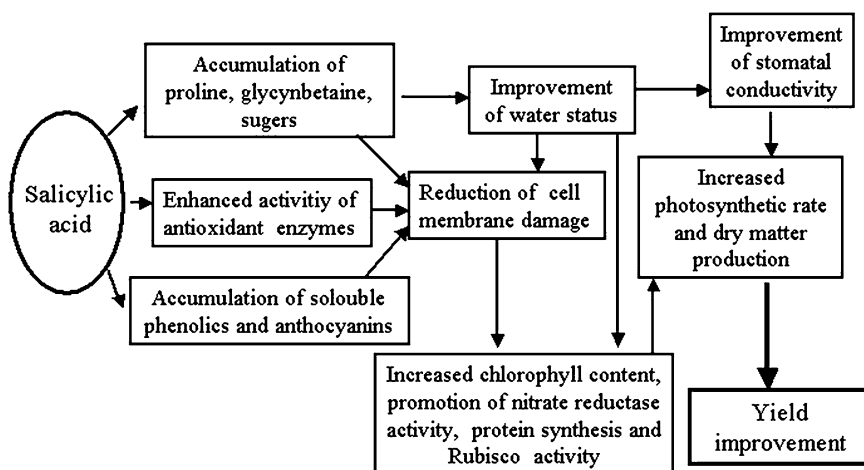 Salicylic
acid
Accumulation of
proline, glycynbetaine,
sugers
Enhanced activitiy of
antioxidant enzymes
Accumulation of solouble
phenolics and anthocyanins
Improvement
of water status
Reduction of cell
membrane damage
Increased chlorophyll content,
promotion of nitrate reductase
activity, protein synthesis and
Rubisco activity
Improvement
of stomatal
conductivity
Increased
photosynthetic rate
and dry matter
production
Yield
improvement